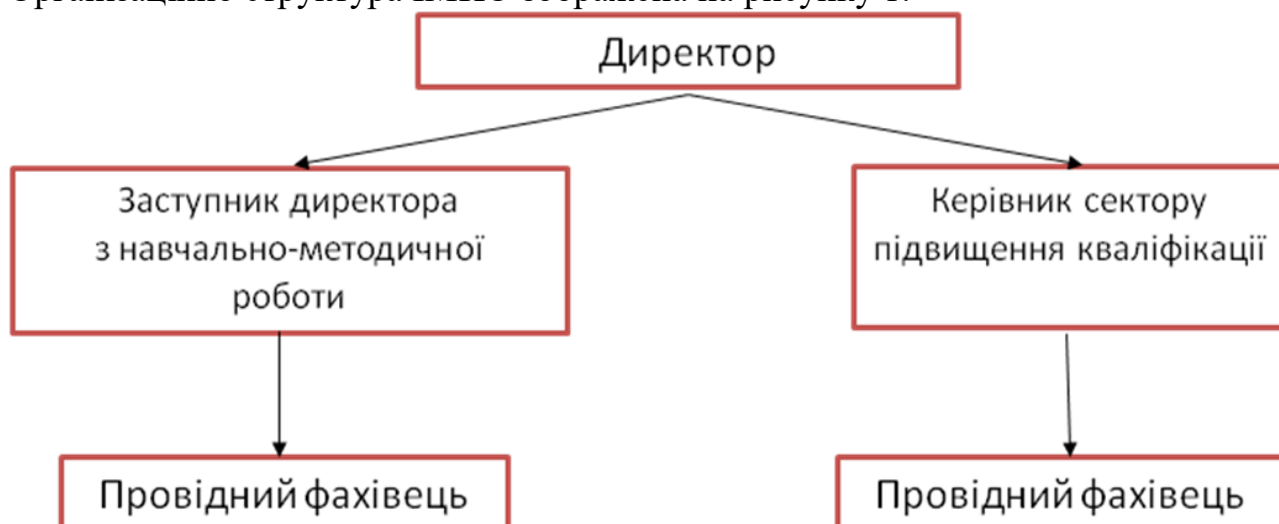 Директор
Заступник директора
з навчально-методичної
роботи
Керівник сектору
підвищення кваліфікації
Провідний фахівець
Провідний фахівець